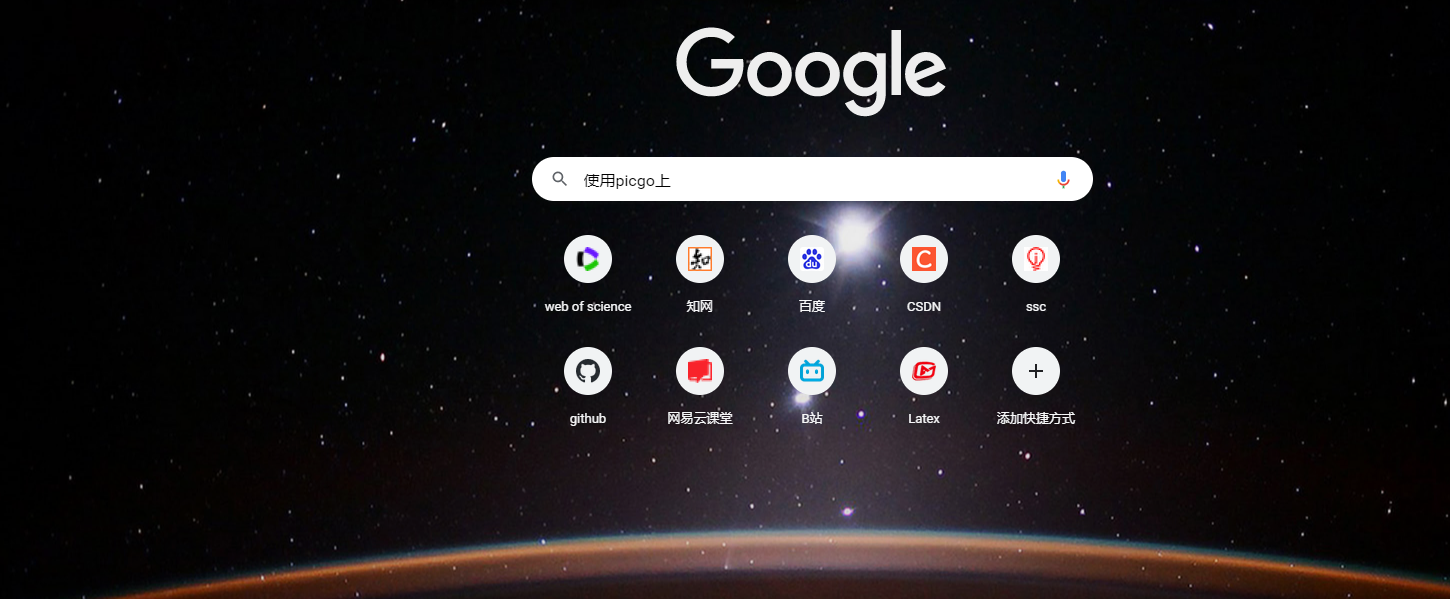 Google
使用picgo上
web of science
知网
百度
CSDN
ssc
github
网易云课堂
B站
Latex
添加快捷方式